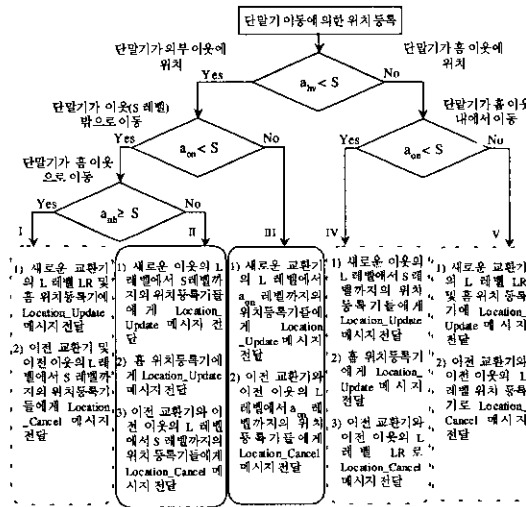 단말기 이동에 의한 위치 등록
단말기가 외부 이웃에
위치
단말기가 홈 이웃에
위치
Yes
a < S
No
단말기가 이웃(S 레벨)
밖으로 이동
단말기가 홈 이웃
내에서 이동
Yes
a < S
No
Yes
a < S
No
단말기가 홈 이웃
으로 이동
Yes
a ≥ S
No
I
II
III
IV
V
1) 새로운 교환기
의 L 레벨 LR 및
홈 위치등록기에
Location_Update
메시지 전달
2) 이전 교환기 및
이전 이웃의 L 레
벨에서 S 레벨까
지의 위치등록기
들에게 Location
_Cancel 메시지
전달
1) 새로운 이웃의 L
레벨에서 S레벨까
지의 위치등록기들
에게 Location_
Update 메시지 전
달
2) 홈 위치등록기에
게 Location_Update
메시지 전달
3) 이전 교환기와 이
전 이웃의 L 레벨
에서 S 레벨까지의
위치등록기들에게
Location_Cancel 메
시지 전달
1) 새로운 교환기
의 L 레벨에서
레벨까지의
위치등록기들에
게 Location
_Update 메시지
전달
2) 이전 교환기와
이전 이웃의 L
레벨에서 레
벨까지의 위치
등록기들에게
Location_Cancel
메시지 전달
1) 새로운 이웃의
L 레벨에서 S 레
벨까지의 위치등
록기들에게
Location_Update
메시지 전달
2) 홈 위치등록기
에게 Location_
Update 메시지
전달
3) 이전 교환기와
이전 이웃의 L
레벨 LR로
Location_Cancel
메시지 전달
1) 새로운 교환기
의 L 레벨 LR
및 홈 위치등록
기에 Location_
Update 메시지
전달
2) 이전 교환기와
이전 이웃의 L
레벨 위치등록
기로 Location_
Cancel 메시지
전달